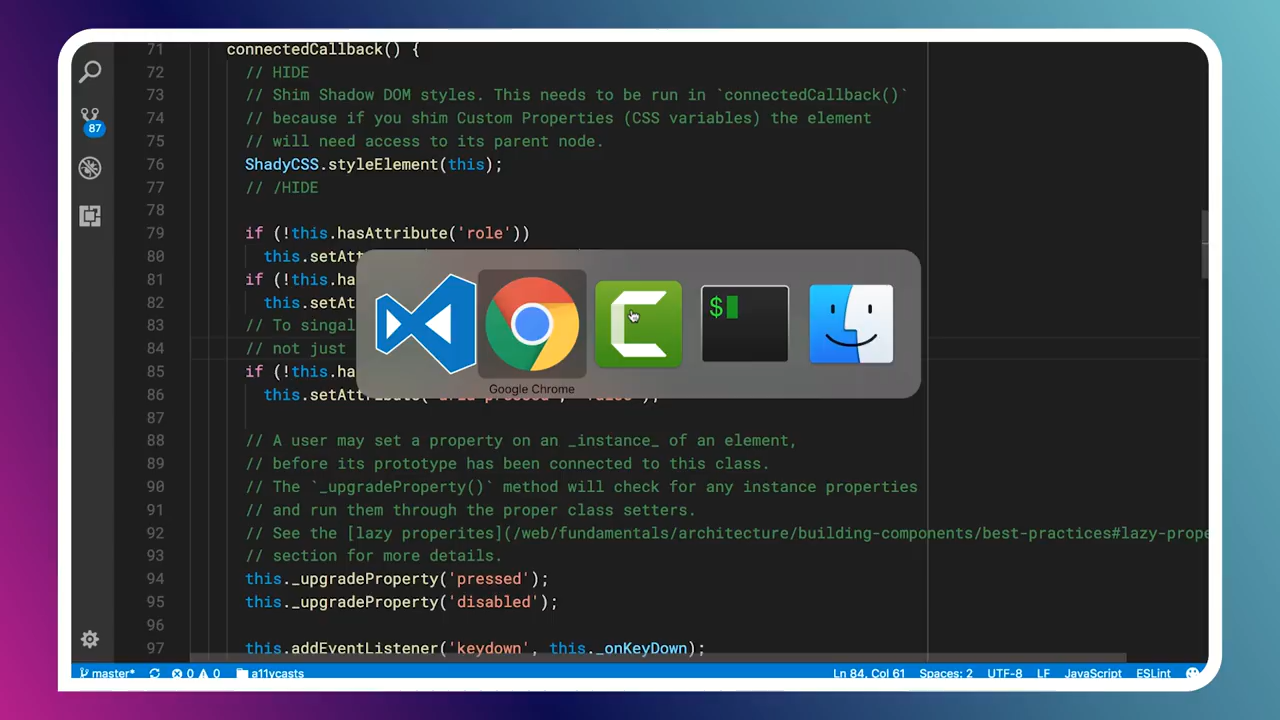 71 connectedCallback() {
72 // HIDE
73 // Shim Shadow DOM styles. This needs to be run in `connectedCallback()`
74 // because if you shim Custom Properties (CSS variables) the element
75 // will need access to its parent node.
76 ShadyCSS.styleElement(this);
77 // /HIDE
78
79 if (!this.hasAttribute('role'))
80 this.setAt
81 if (!this.ha
82 this.setAt
83 // To singal
84 // not just
85 if (!this.ha
86 this.setAttribute('aria-pressed', 'false');
87
88 // A user may set a property on an _instance_ of an element,
89 // before its prototype has been connected to this class.
90 // The `_upgradeProperty()` method will check for any instance properties
91 // and run them through the proper class setters.
92 // See the [lazy properites](/web/fundamentals/architecture/building-components/best-practices#lazy-prope
93 // section for more details.
94 this._upgradeProperty('pressed');
95 this._upgradeProperty('disabled');
96
97 this.addEventListener('keydown', this._onKeyDown);
87
$
Google Chrome
master* 0 0 a11ycasts Ln 84, Col 61 Spaces: 2 UTF-8 LF JavaScript ESLint